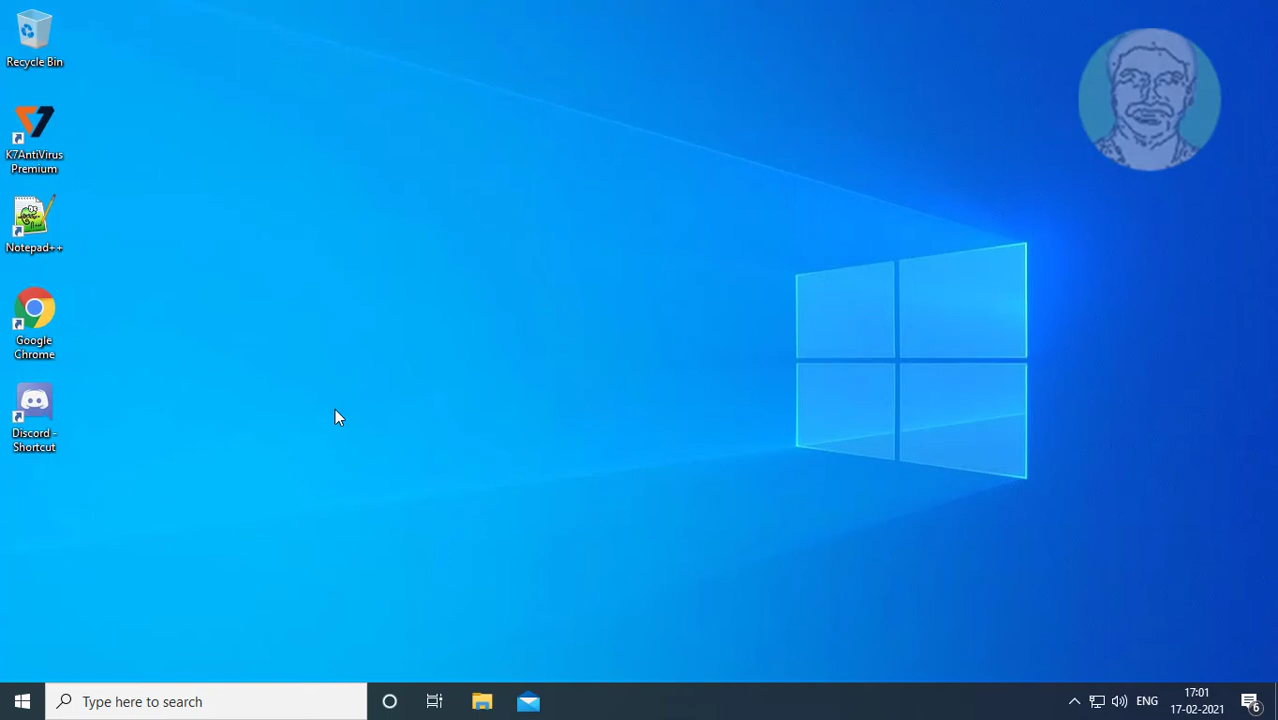 Recycle Bin
K7AntiVirus
Premium
Notepad++
Google
Chrome
Discord -
Shortcut
Type here to search
ENG
17:01
17-02-2021
6